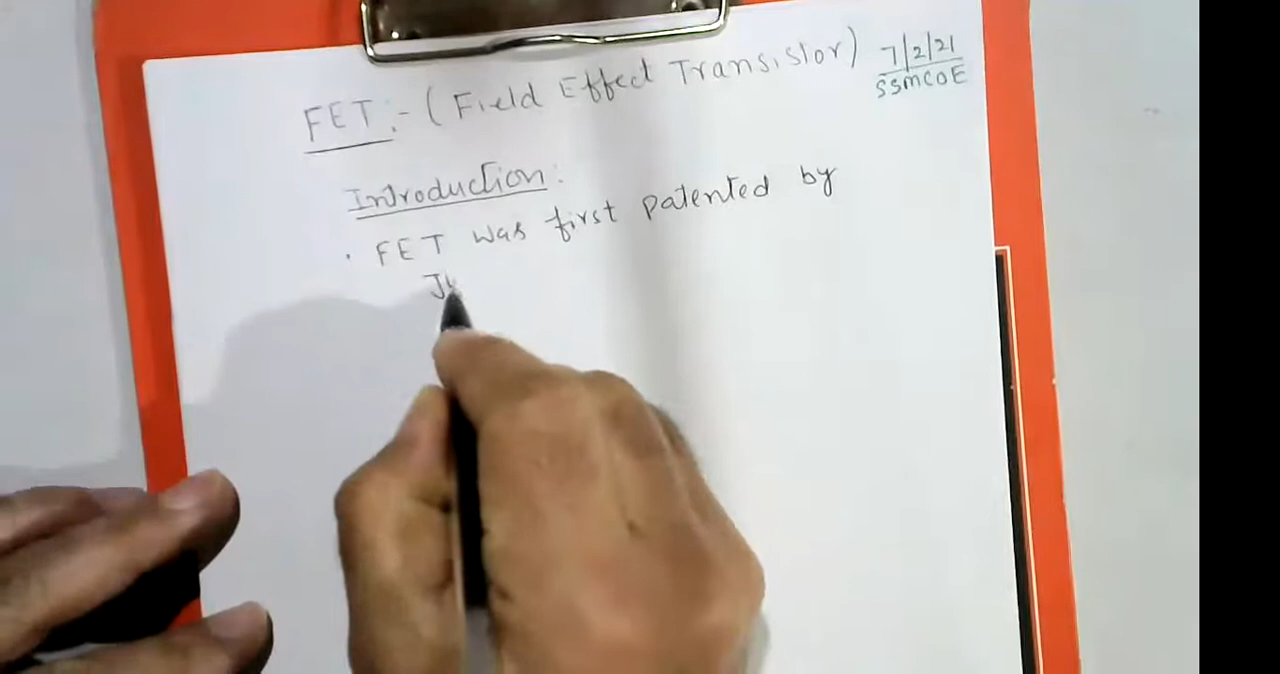 FET:- (Field Effect Transistor)
7/2/21
SSMCOE
Introduction:
. FET was first patented by